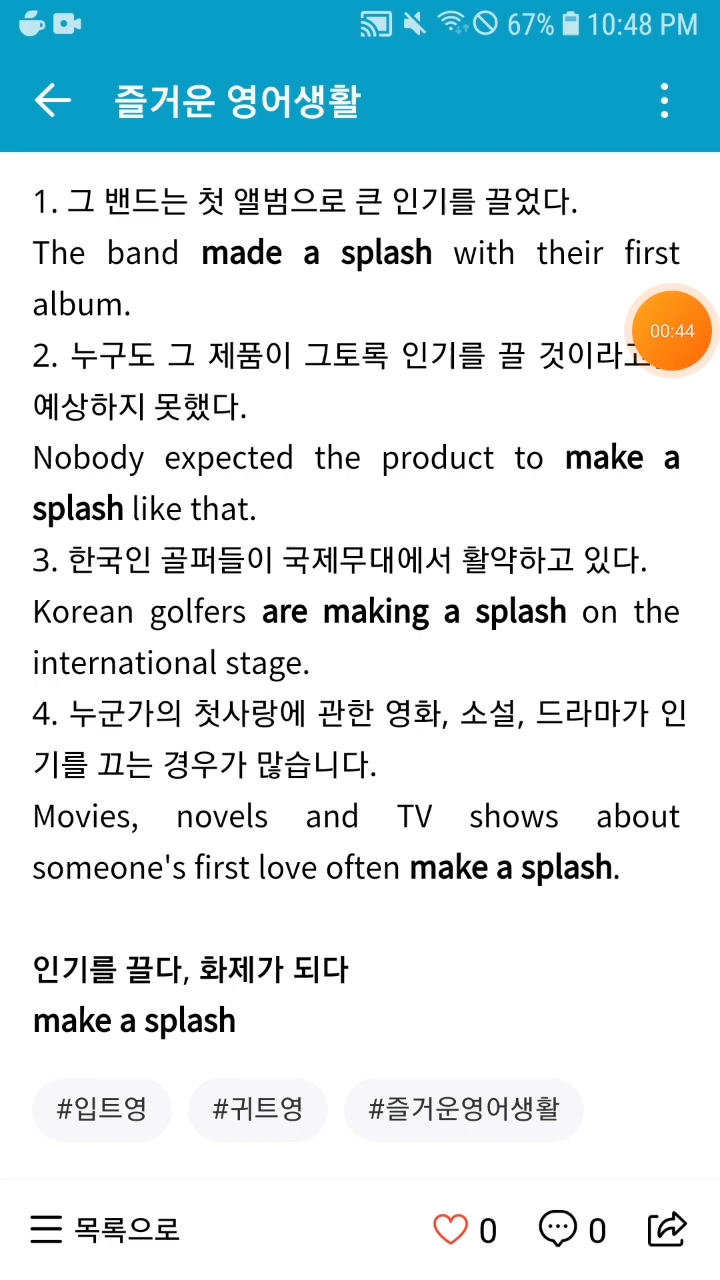 67% 10:48 PM
즐거운 영어생활
1. 그 밴드는 첫 앨범으로 큰 인기를 끌었다.
The band made a splash with their first
album.
00:44
2. 누구도 그 제품이 그토록 인기를 끌 것이라고
예상하지 못했다.
Nobody expected the product to make a
splash like that.
3. 한국인 골퍼들이 국제무대에서 활약하고 있다.
Korean golfers are making a splash on the
international stage.
4. 누군가의 첫사랑에 관한 영화, 소설, 드라마가 인
기를 끄는 경우가 많습니다.
Movies, novels and TV shows about
someone's first love often make a splash.
인기를 끌다, 화제가 되다
make a splash
#입트영 #귀트영 #즐거운영어생활
목록으로 0 0